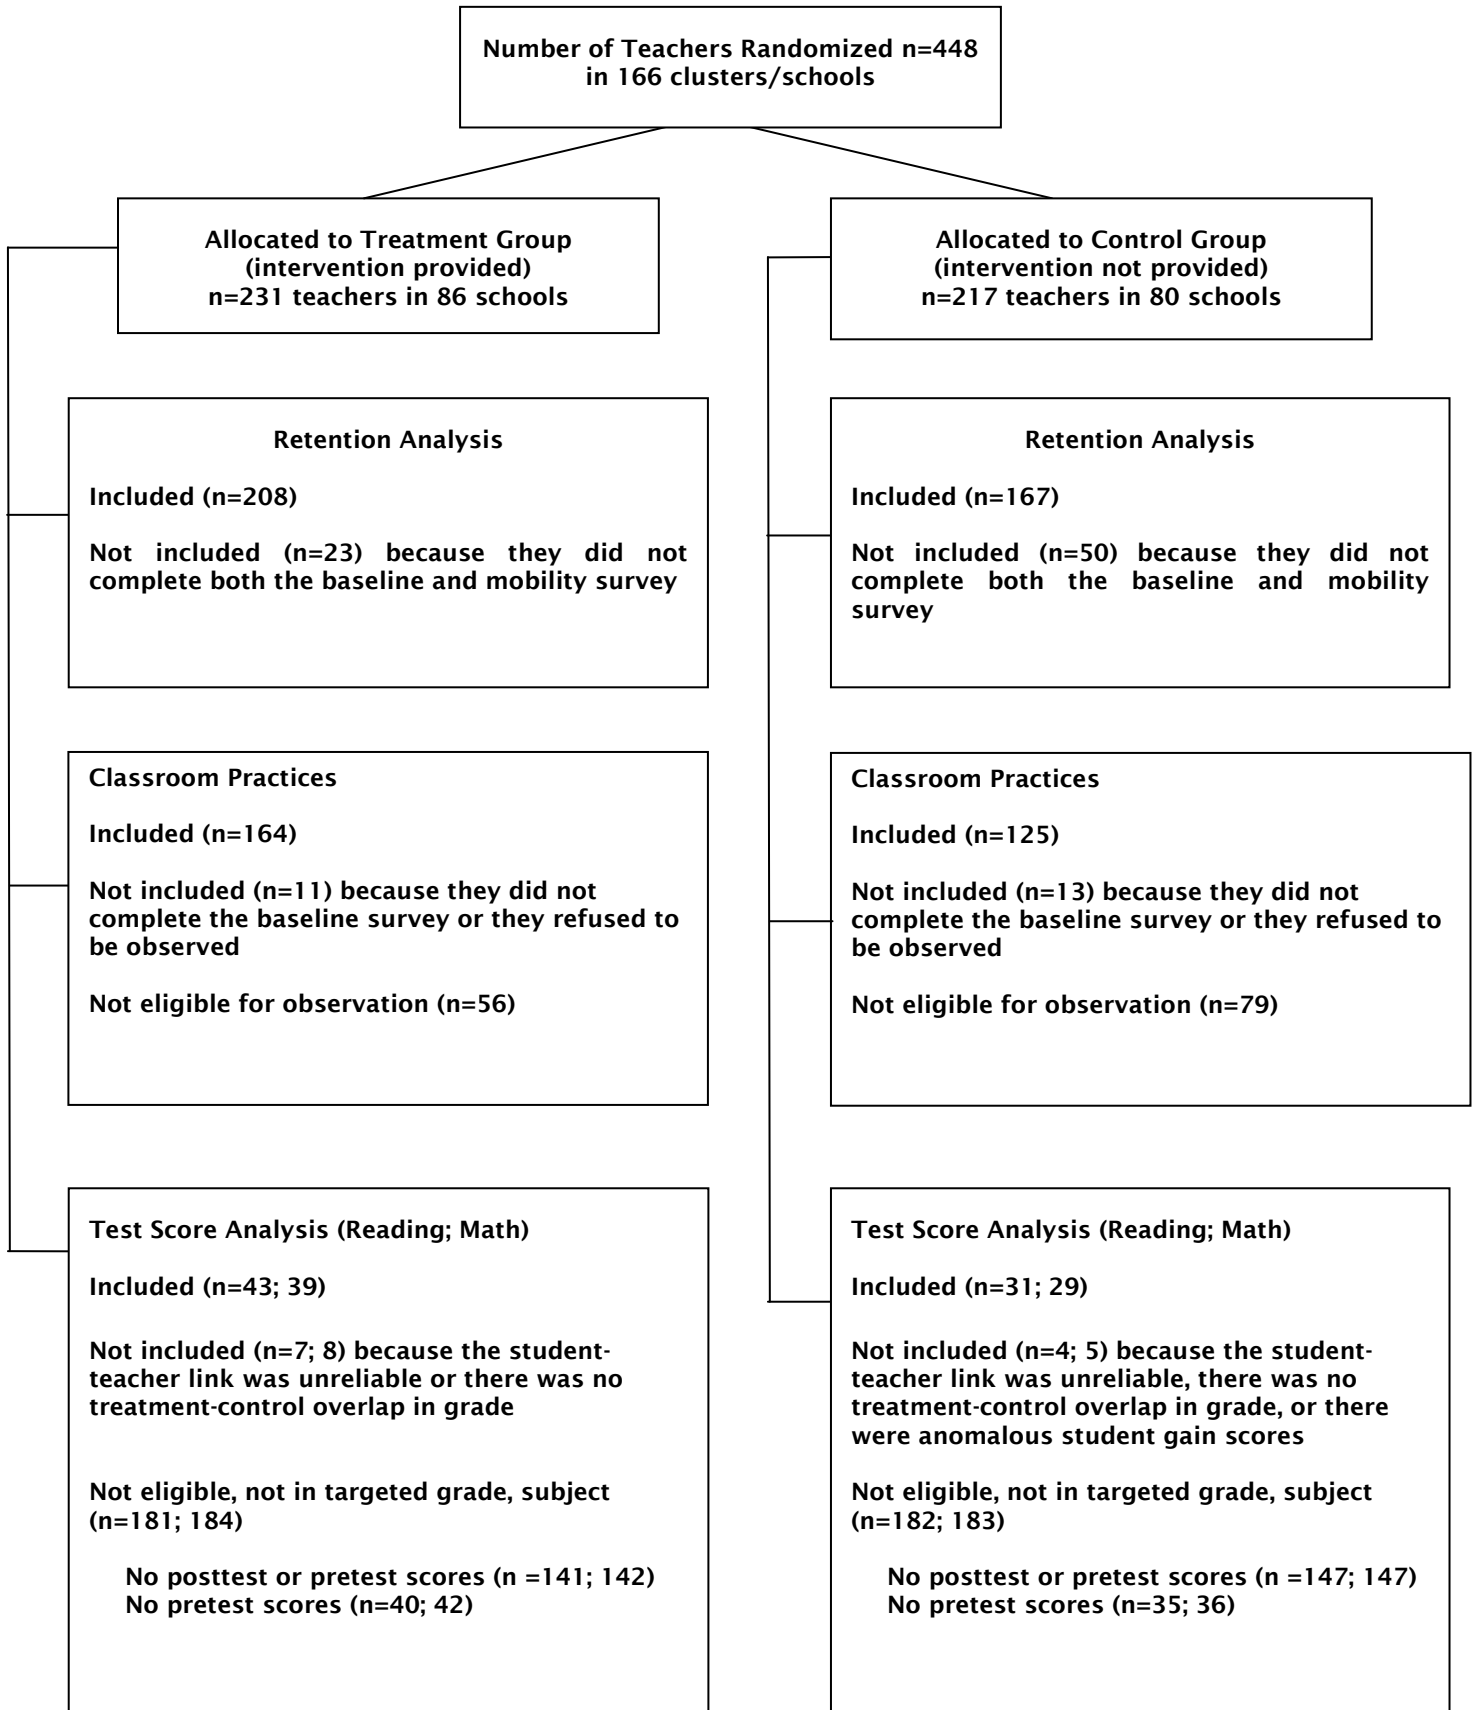 Number of Teachers Randomized n=448
in 166 clusters/schools
Allocated to Treatment Group
(intervention provided)
n=231 teachers in 86 schools
Allocated to Control Group
(intervention not provided)
n=217 teachers in 80 schools
Retention Analysis
Included (n=208)
Not included (n=23) because they did not
complete both the baseline and mobility survey
Retention Analysis
Included (n=167)
Not included (n=50) because they did not
complete both the baseline and mobility
survey
Classroom Practices
Included (n=164)
Not included (n=11) because they did not
complete the baseline survey or they refused to
be observed
Not eligible for observation (n=56)
Classroom Practices
Included (n=125)
Not included (n=13) because they did not
complete the baseline survey or they refused to
be observed
Not eligible for observation (n=79)
Test Score Analysis (Reading; Math)
Included (n=43; 39)
Not included (n=7; 8) because the student-
teacher link was unreliable or there was no
treatment-control overlap in grade
Not eligible, not in targeted grade, subject
(n=181; 184)
No posttest or pretest scores (n =141; 142)
No pretest scores (n=40; 42)
Test Score Analysis (Reading; Math)
Included (n=31; 29)
Not included (n=4; 5) because the student-
teacher link was unreliable, there was no
treatment-control overlap in grade, or there
were anomalous student gain scores
Not eligible, not in targeted grade, subject
(n=182; 183)
No posttest or pretest scores (n =147; 147)
No pretest scores (n=35; 36)